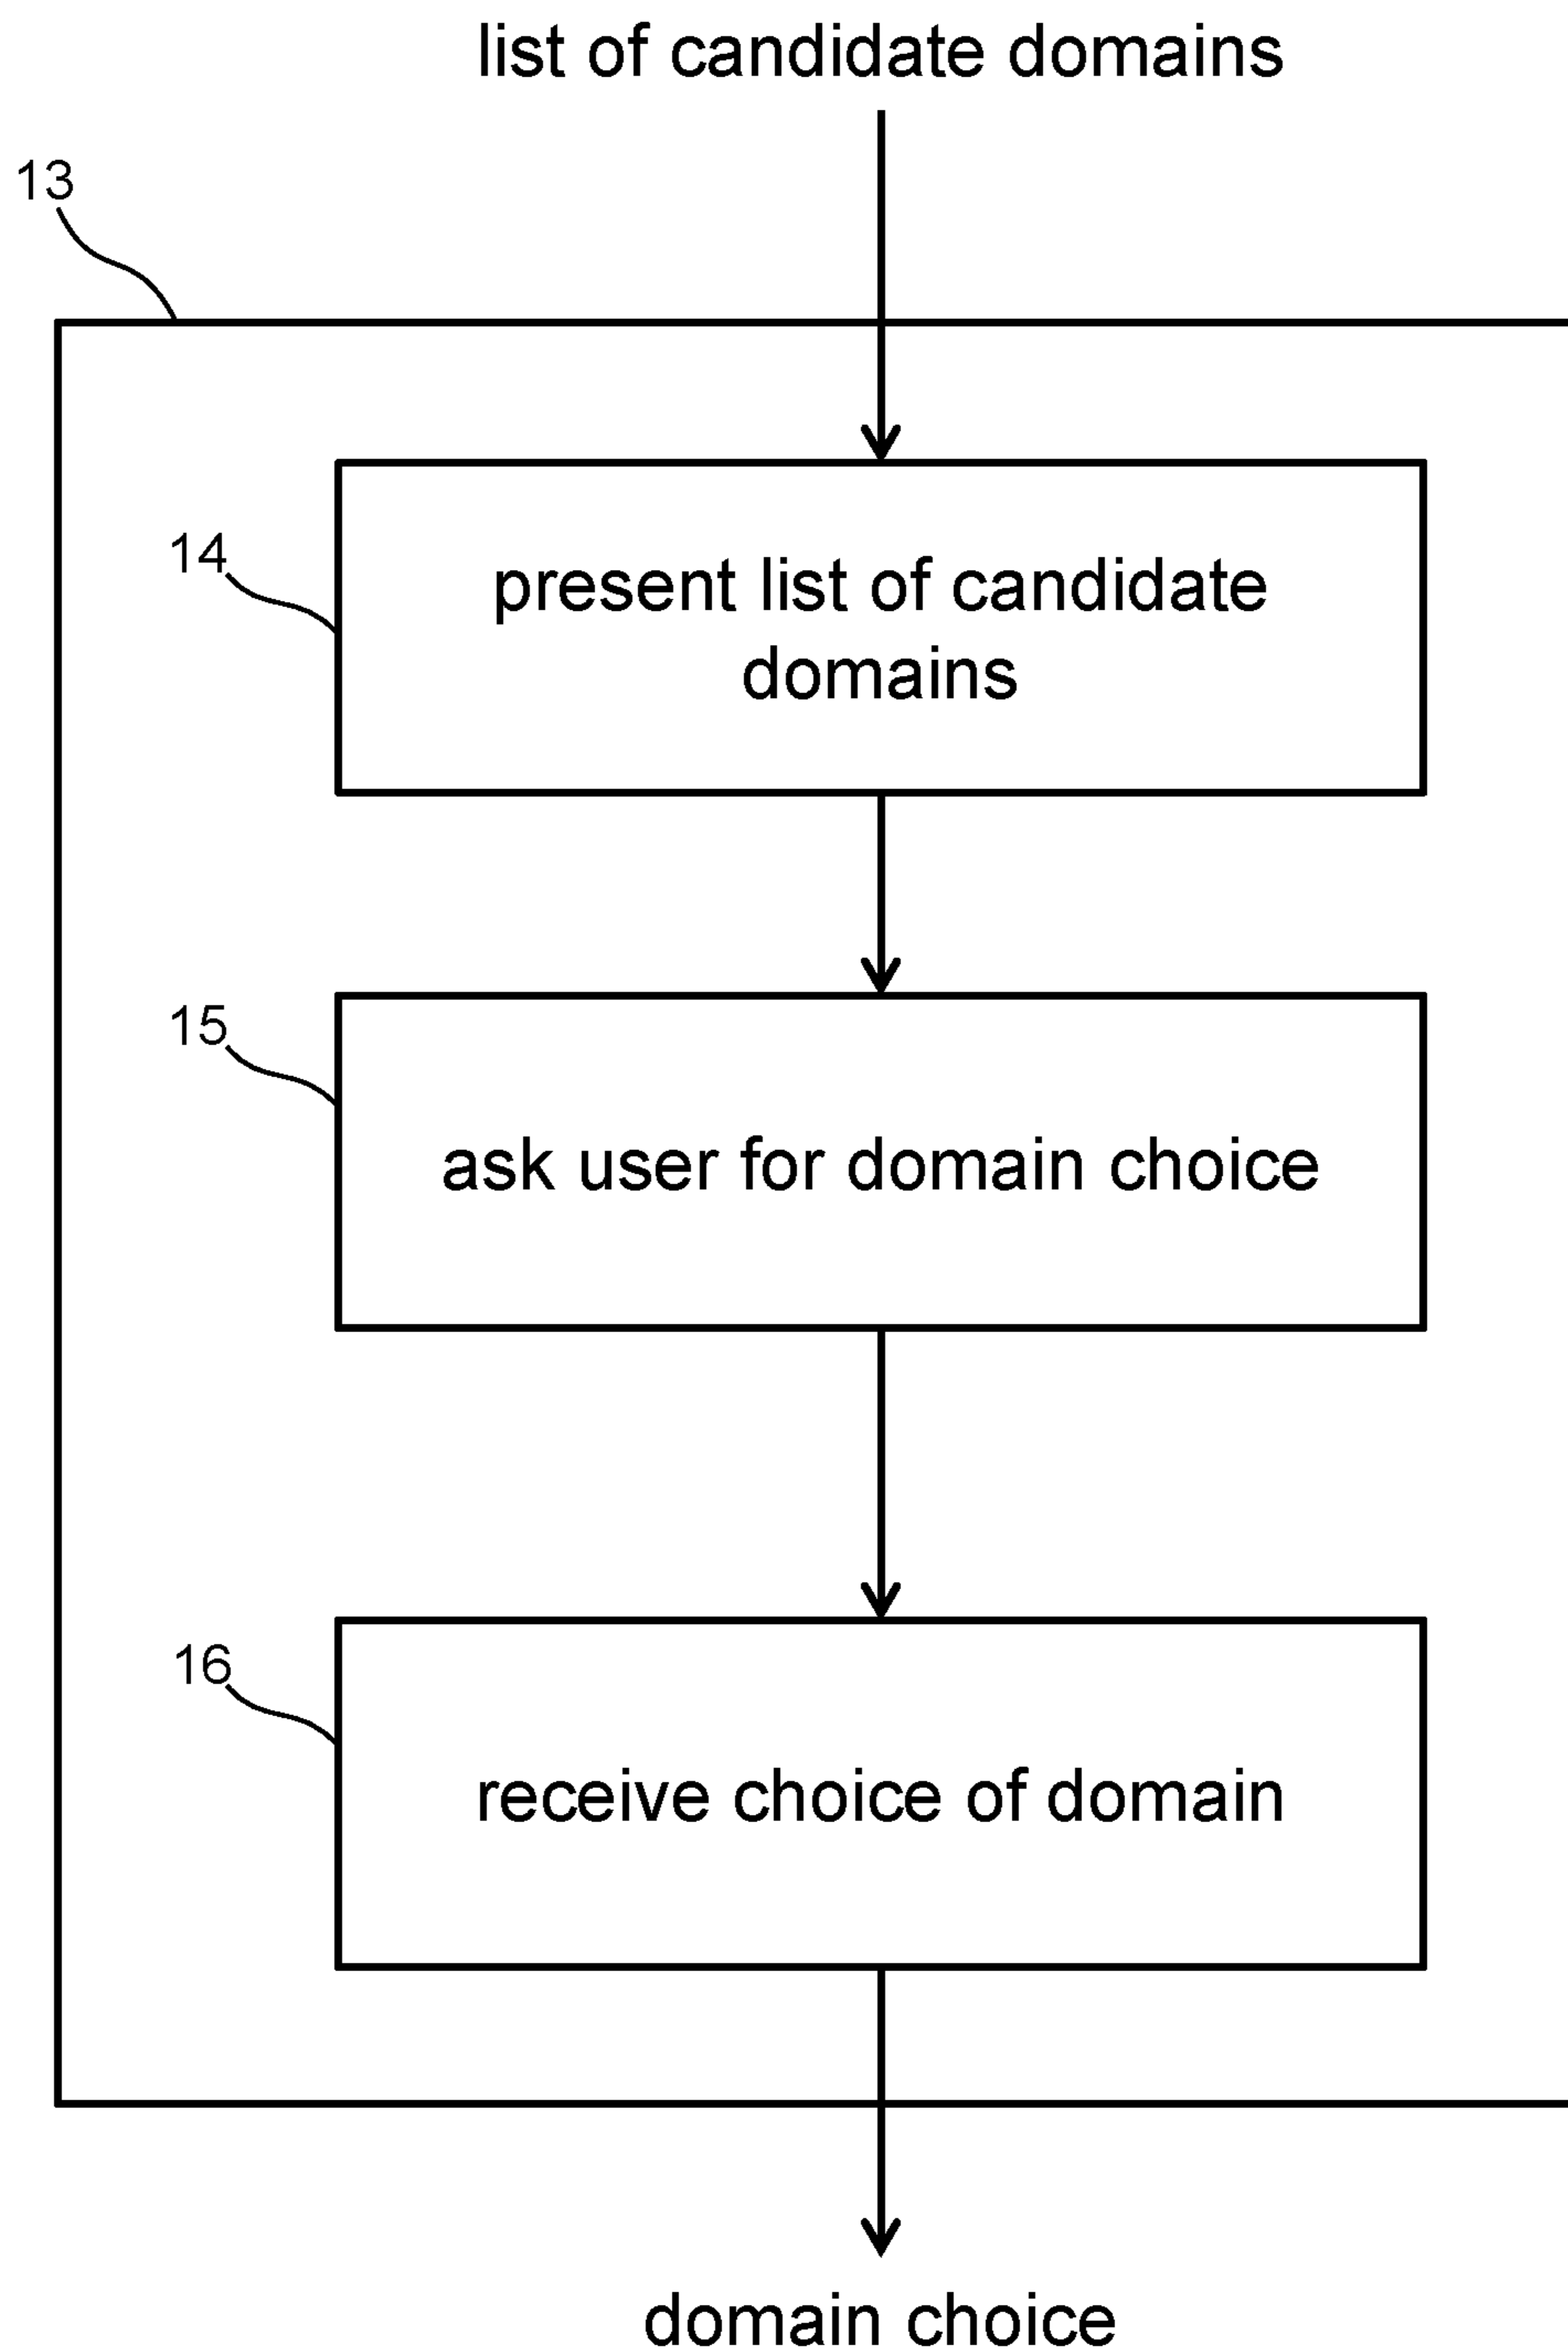 list of candidate domains
13
14
present list of candidate
domains
15
ask user for domain choice
16
receive choice of domain
domain choice